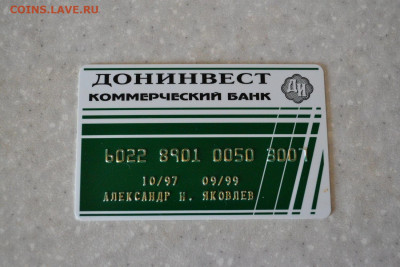 COINS.LAVE.RU
ДОНИНВЕСТ
КОММЕРЧЕСКИЙ БАНК
ДИ
6022 8901 0050 3007
10/97 09/99
АЛЕКСАНДР Н. ЯКОВЛЕВ